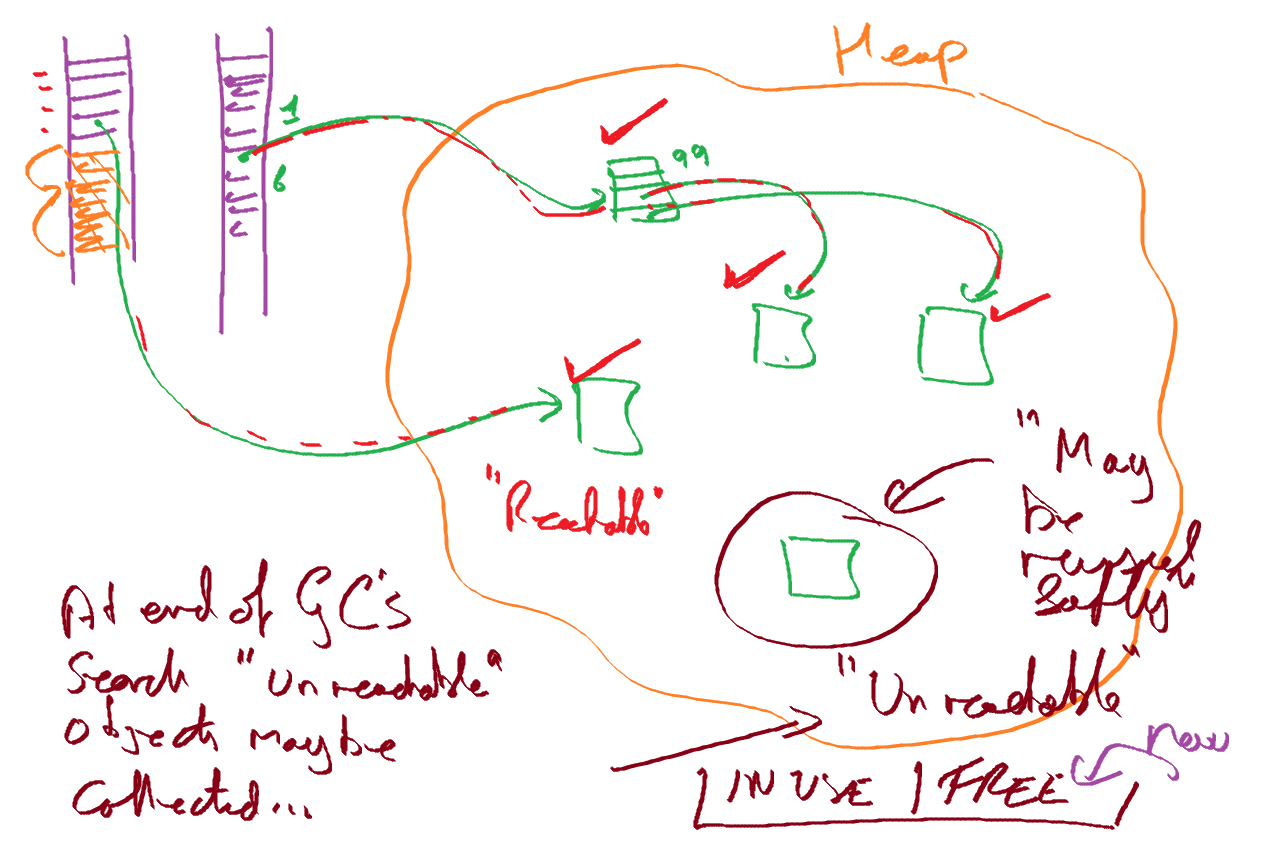 Heap
1
6
99
"Reachable"
"May
be
reused
safely"
"Unreachable"
At end of GC's
Search "Unreachable"
objects may be
Collected...
new
IN USE | FREE